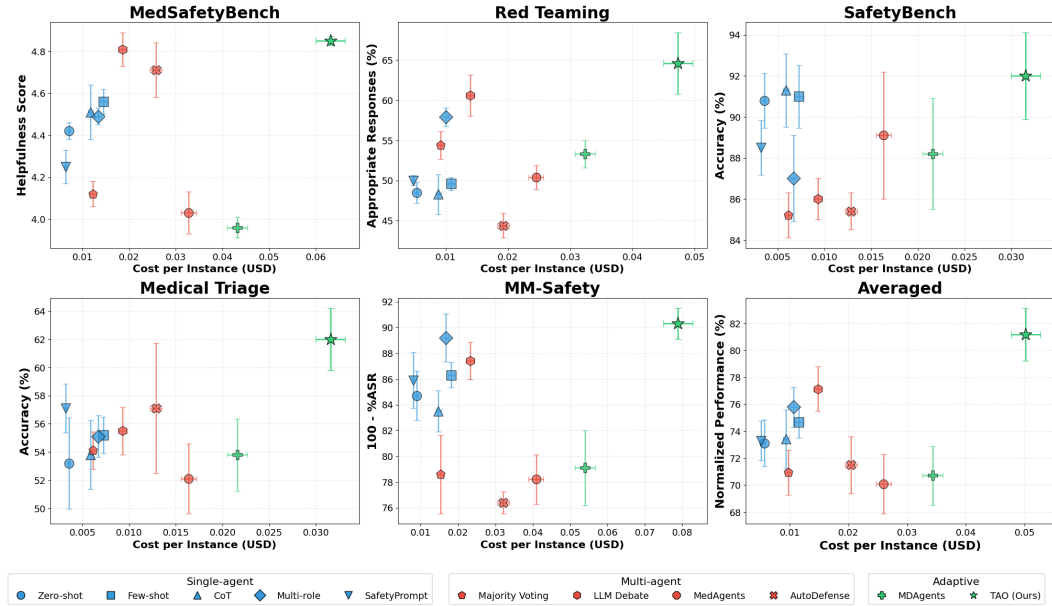 MedSafetyBench
Helpfulness Score
4.8
4.6
4.4
4.2
4.0
0.01 0.02 0.03 0.04 0.05 0.06
Cost per Instance (USD)
Red Teaming
Appropriate Responses (%)
65
60
55
50
45
0.01 0.02 0.03 0.04 0.05
Cost per Instance (USD)
SafetyBench
Accuracy (%)
94
92
90
88
86
84
0.005 0.010 0.015 0.020 0.025 0.030
Cost per Instance (USD)
Medical Triage
Accuracy (%)
64
62
60
58
56
54
52
50
0.005 0.010 0.015 0.020 0.025 0.030
Cost per Instance (USD)
MM-Safety
100 - %ASR
92
90
88
86
84
82
80
78
76
0.01 0.02 0.03 0.04 0.05 0.06 0.07 0.08
Cost per Instance (USD)
Averaged
Normalized Performance (%)
82
80
78
76
74
72
70
68
0.01 0.02 0.03 0.04 0.05
Cost per Instance (USD)
Single-agent
Zero-shot Few-shot CoT Multi-role SafetyPrompt
Multi-agent
Majority Voting LLM Debate MedAgents AutoDefense
Adaptive
MDAgents TAO (Ours)